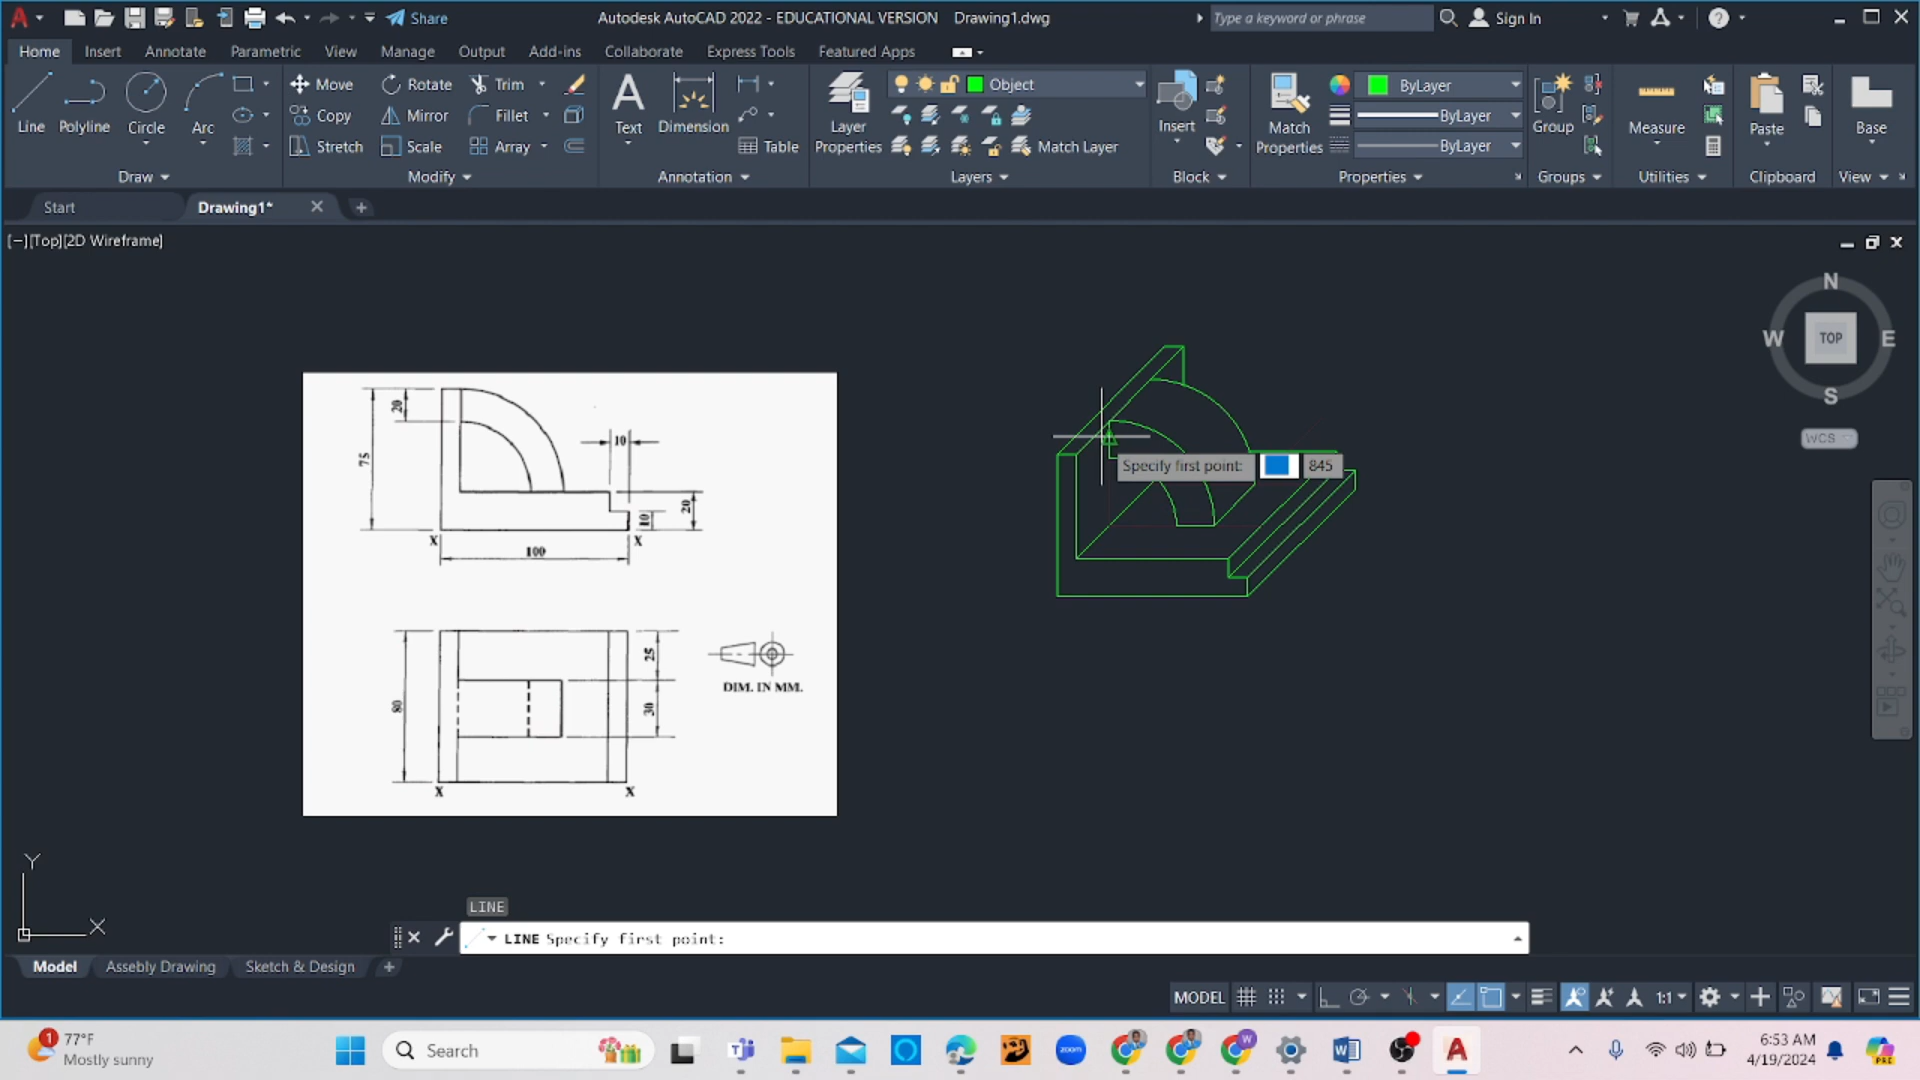 Share
Autodesk AutoCAD 2022 - EDUCATIONAL VERSION Drawing1.dwg
Type a keyword or phrase
Sign In
Home Insert Annotate Parametric View Manage Output Add-ins Collaborate Express Tools Featured Apps
Line Polyline Circle Arc
Move Rotate Trim
Copy Mirror Fillet
Stretch Scale Array
Text Dimension
Table
Layer Properties
Object
Match Layer
Insert
Match Properties
ByLayer
ByLayer
ByLayer
Group
Measure
Paste
Base
Draw Modify Annotation Layers Block Properties Groups Utilities Clipboard View
Start Drawing1*
[−][Top][2D Wireframe]
N
W TOP E
S
WCS
20
75
10
10
20
X X
100
80
25
30
DIM. IN MM.
X X
Specify first point: 845
Y
X
LINE
LINE Specify first point:
Model Assebly Drawing Sketch & Design
MODEL 1:1
1
77°F
Mostly sunny
Search
zoom
W
PRE
6:53 AM
4/19/2024